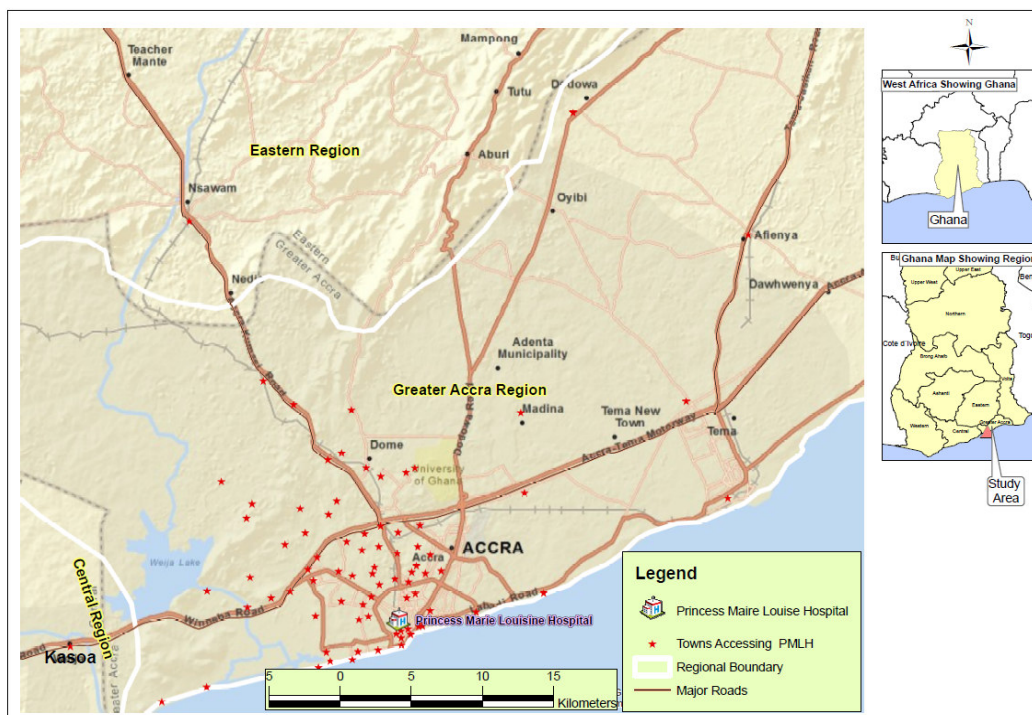 N
West Africa Showing Ghana
Ghana
Ghana Map Showing Region
Upper East
Upper West
Northern
Cote d'Ivoire
Togo
Brong Ahafo
Volta
Ashanti
Eastern
Western
Central
Greater Accra
Study
Area
Mampong
Teacher
Mante
Tutu
Dodowa
Eastern Region
Aburi
Nsawam
Oyibi
Eastern
Greater Accra
Afienya
Dawhwenya
Adenta
Municipality
Greater Accra Region
Madina
Tema New
Town
Tema
Dodowa Road
Accra-Tema Motorway
Dome
University
of Ghana
ACCRA
Accra
Weija Lake
Central Region
Winneba Road
Labadi Road
Princess Marie Louisine Hospital
Road
Kasoa
5 0 5 10 15
Kilometers
Legend
Princess Maire Louise Hospital
Towns Accessing PMLH
Regional Boundary
Major Roads